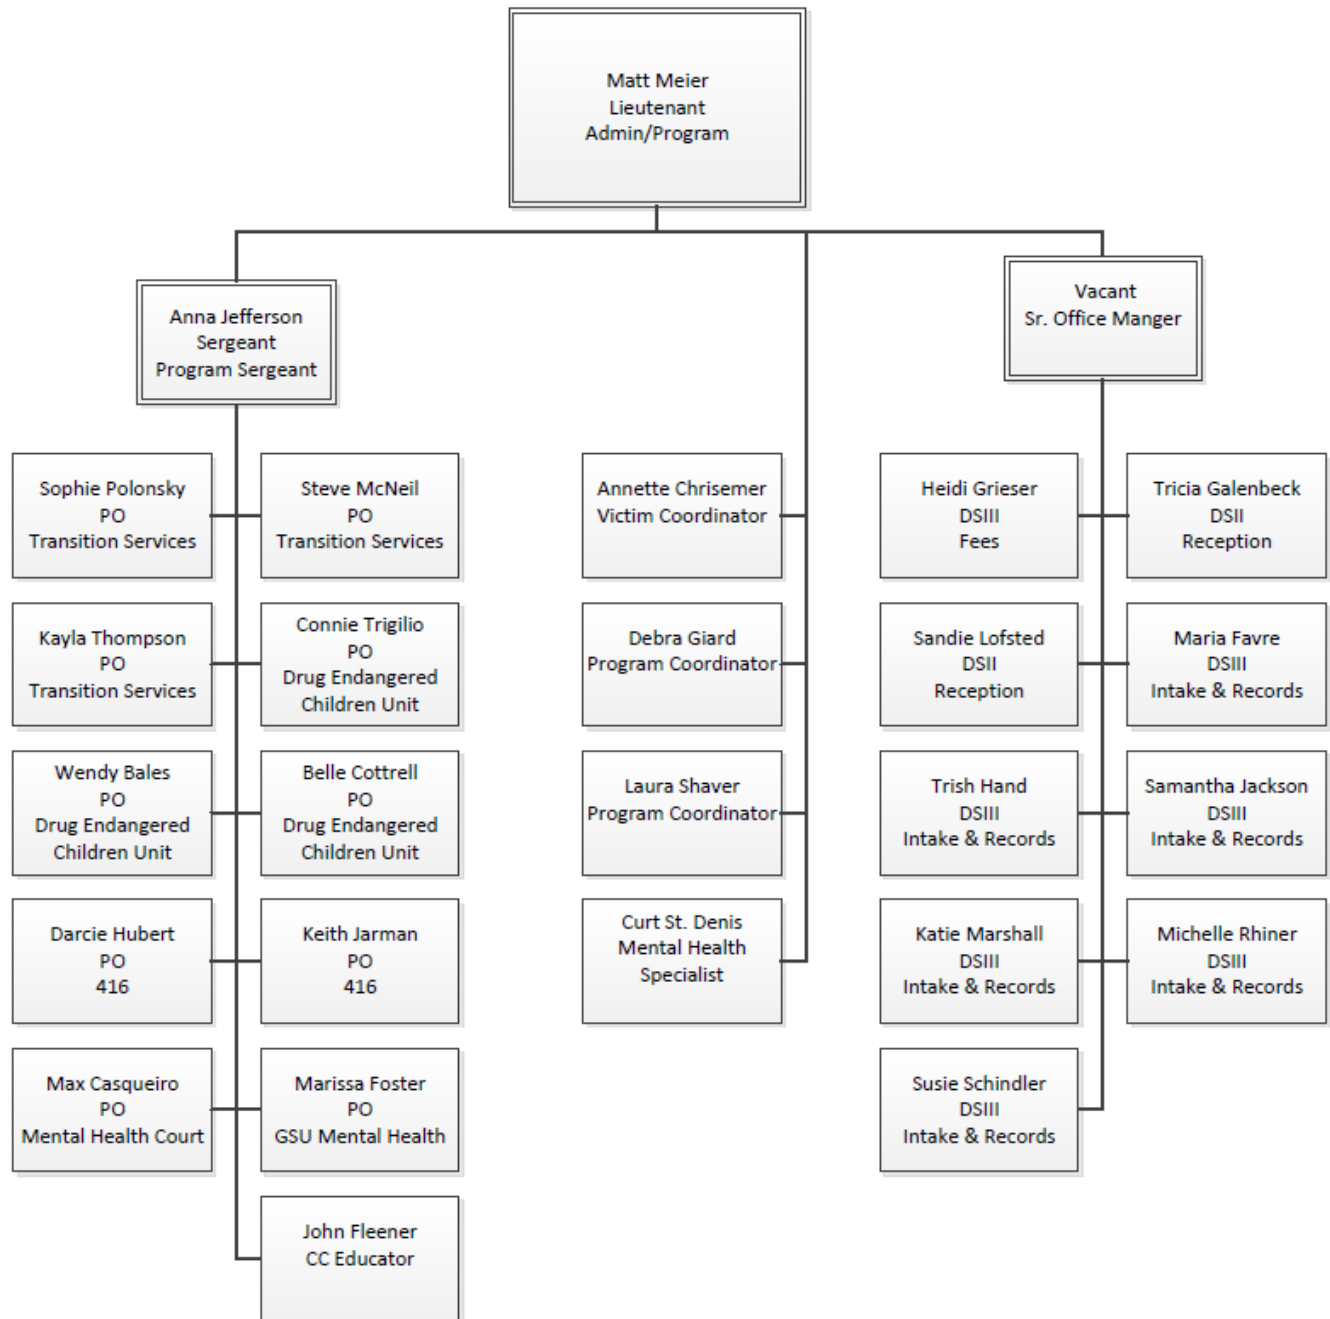 Matt Meier
Lieutenant
Admin/Program
Anna Jefferson
Sergeant
Program Sergeant
Vacant
Sr. Office Manger
Sophie Polonsky
PO
Transition Services
Steve McNeil
PO
Transition Services
Annette Chrisemer
Victim Coordinator
Heidi Grieser
DSIII
Fees
Tricia Galenbeck
DSII
Reception
Kayla Thompson
PO
Transition Services
Connie Trigilio
PO
Drug Endangered
Children Unit
Debra Giard
Program Coordinator
Sandie Lofsted
DSII
Reception
Maria Favre
DSIII
Intake & Records
Wendy Bales
PO
Drug Endangered
Children Unit
Belle Cottrell
PO
Drug Endangered
Children Unit
Laura Shaver
Program Coordinator
Trish Hand
DSIII
Intake & Records
Samantha Jackson
DSIII
Intake & Records
Darcie Hubert
PO
416
Keith Jarman
PO
416
Curt St. Denis
Mental Health
Specialist
Katie Marshall
DSIII
Intake & Records
Michelle Rhiner
DSIII
Intake & Records
Max Casqueiro
PO
Mental Health Court
Marissa Foster
PO
GSU Mental Health
Susie Schindler
DSIII
Intake & Records
John Fleener
CC Educator